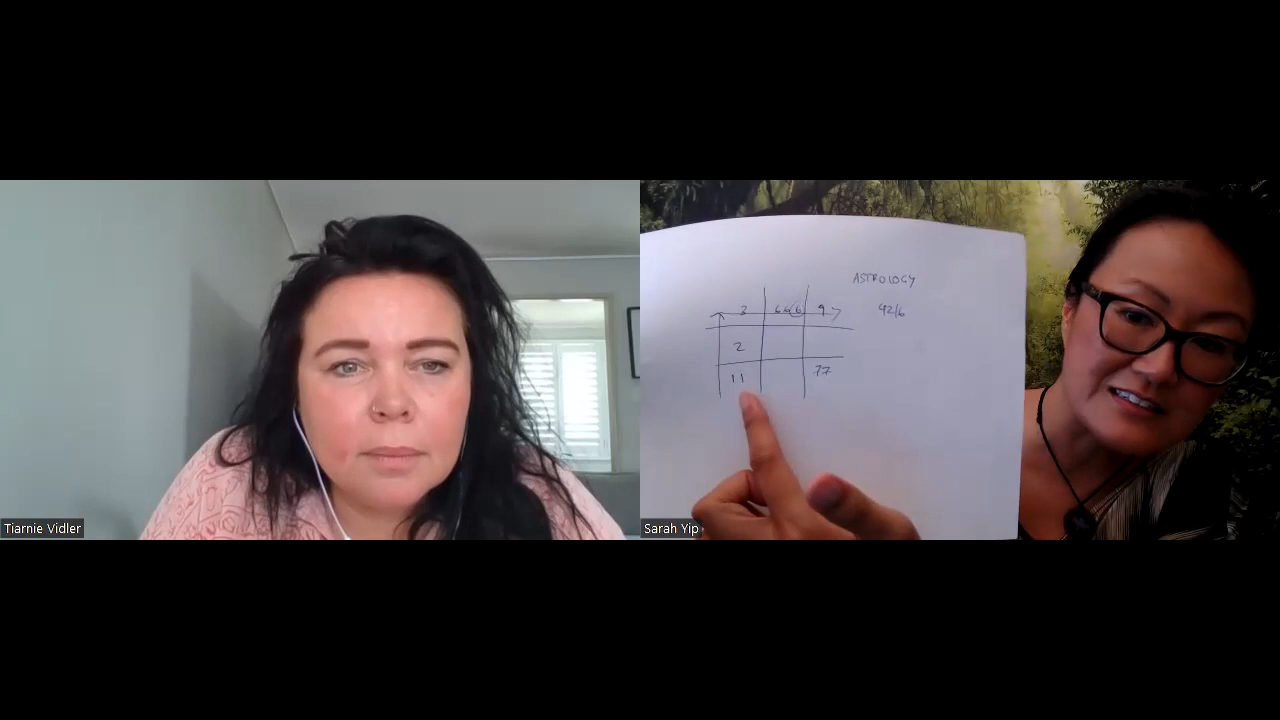 ASTROLOGY
3 666 9 42/6
2
11 77
Tiarnie Vidler
Sarah Yip